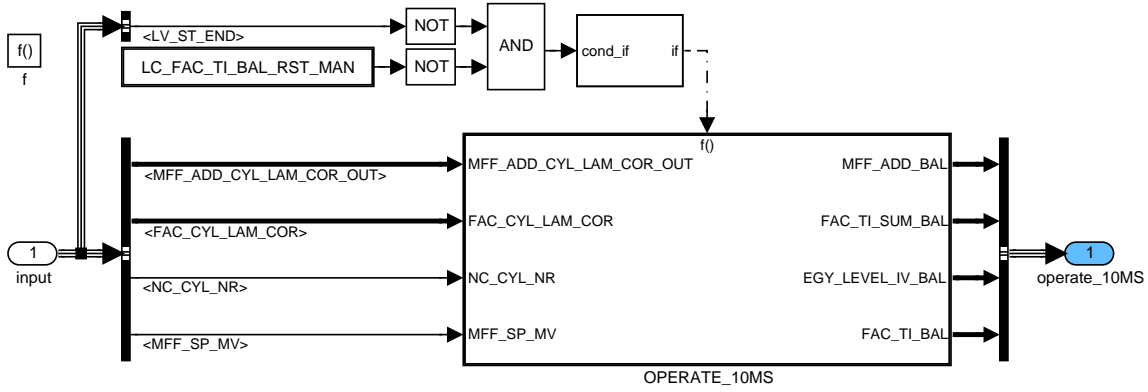 f()
f
<LV_ST_END>
NOT
AND
LC_FAC_TI_BAL_RST_MAN
NOT
cond_if
if
f()
MFF_ADD_CYL_LAM_COR_OUT
MFF_ADD_BAL
<MFF_ADD_CYL_LAM_COR_OUT>
FAC_CYL_LAM_COR
FAC_TI_SUM_BAL
<FAC_CYL_LAM_COR>
1
input
NC_CYL_NR
EGY_LEVEL_IV_BAL
<NC_CYL_NR>
1
operate_10MS
MFF_SP_MV
FAC_TI_BAL
<MFF_SP_MV>
OPERATE_10MS